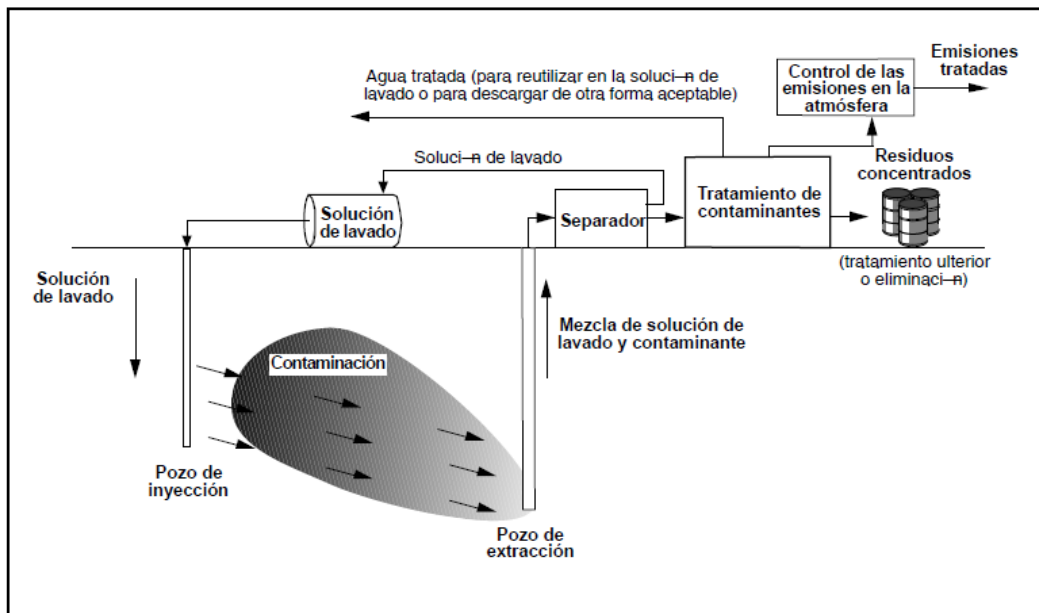 Emisiones
tratadas
Control de las
emisiones en la
atmósfera
Agua tratada (para reutilizar en la soluci–n de
lavado o para descargar de otra forma aceptable)
Soluci–n de lavado
Residuos
concentrados
Tratamiento de
contaminantes
Solución
de lavado
Separador
(tratamiento ulterior
o eliminaci–n)
Solución
de lavado
Mezcla de solución de
lavado y contaminante
Contaminación
Pozo de
inyección
Pozo de
extracción